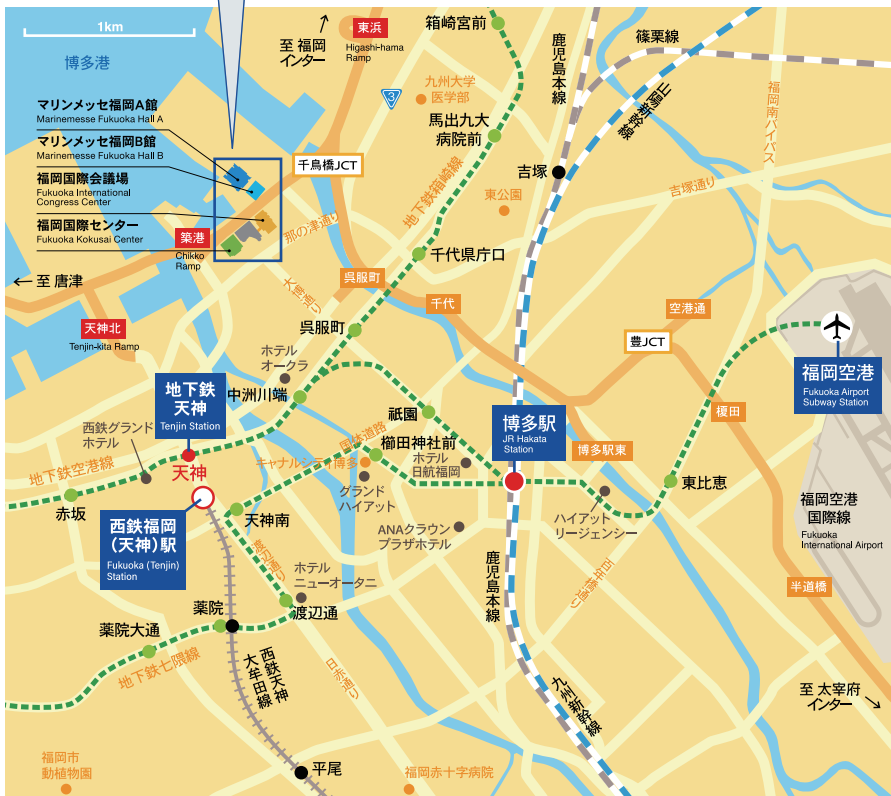 1km
博多港
マリンメッセ福岡A館
Marinemesse Fukuoka Hall A
マリンメッセ福岡B館
Marinemesse Fukuoka Hall B
福岡国際会議場
Fukuoka International
Congress Center
福岡国際センター
Fukuoka Kokusai Center
至 福岡
インター
東浜
Higashi-hama
Ramp
箱崎宮前
鹿児島本線
篠栗線
山陽新幹線
福岡南バイパス
3
九州大学
医学部
馬出九大
病院前
千鳥橋JCT
地下鉄箱崎線
吉塚
東公園
吉塚通り
築港
Chikko
Ramp
那の津通り
大博通り
千代県庁口
← 至 唐津
呉服町
千代
空港通
天神北
Tenjin-kita Ramp
呉服町
豊JCT
福岡空港
Fukuoka Airport
Subway Station
ホテル
オークラ
地下鉄
天神
Tenjin Station
中洲川端
祇園
博多駅
JR Hakata
Station
榎田
西鉄グランド
ホテル
国体道路
櫛田神社前
博多駅東
地下鉄空港線
天神
キャナルシティ博多
ホテル
日航福岡
東比恵
赤坂
グランド
ハイアット
天神南
ハイアット
リージェンシー
福岡空港
国際線
Fukuoka
International Airport
西鉄福岡
(天神)駅
Fukuoka (Tenjin)
Station
ANAクラウン
プラザホテル
渡辺通り
ホテル
ニューオータニ
鹿児島本線
百年橋通り
半道橋
薬院
渡辺通
薬院大通
地下鉄七隈線
西鉄天神
大牟田線
日赤通り
九州新幹線
至 太宰府
インター
福岡市
動植物園
平尾
福岡赤十字病院